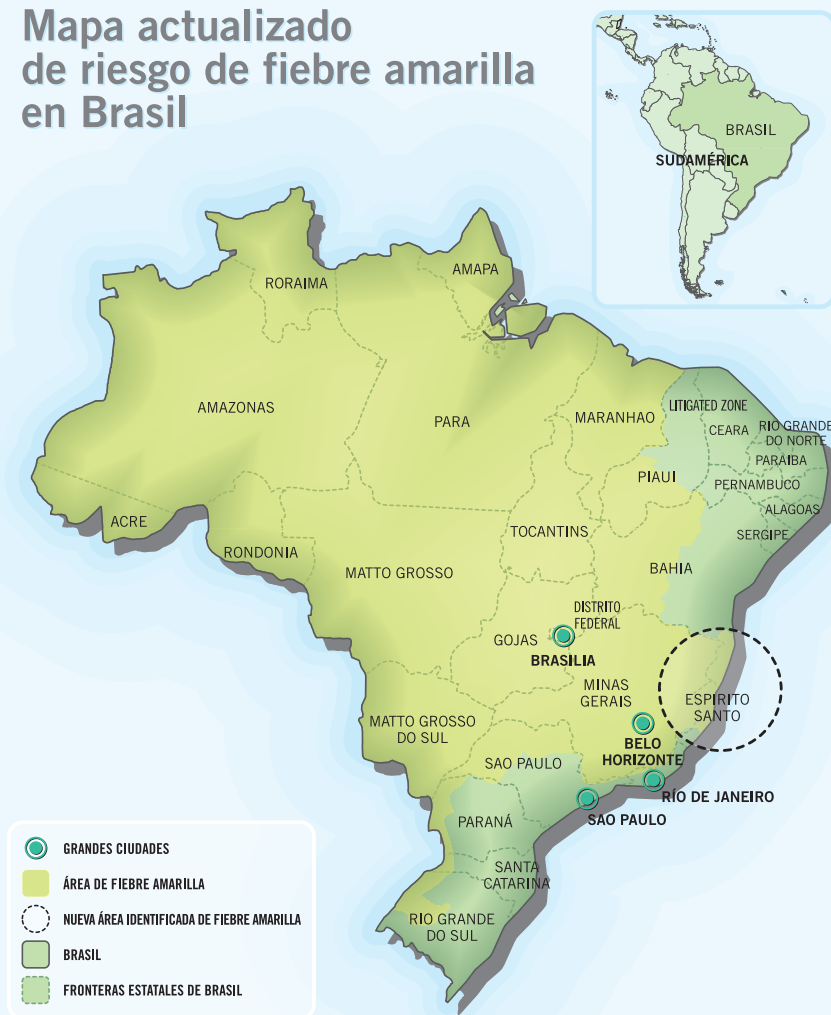 Mapa actualizado
de riesgo de fiebre amarilla
en Brasil
BRASIL
SUDAMÉRICA
RORAIMA
AMAPA
AMAZONAS
PARA
MARANHAO
LITIGATED ZONE
CEARA
RIO GRANDE
DO NORTE
PARAIBA
PIAUI
PERNAMBUCO
ALAGOAS
SERGIPE
ACRE
TOCANTINS
RONDONIA
MATTO GROSSO
BAHIA
DISTRITO
FEDERAL
GOJAS
BRASILIA
MINAS
GERAIS
ESPIRITO
SANTO
MATTO GROSSO
DO SUL
BELO
HORIZONTE
SAO PAULO
RÍO DE JANEIRO
SAO PAULO
PARANÁ
SANTA
CATARINA
RIO GRANDE
DO SUL
GRANDES CIUDADES
ÁREA DE FIEBRE AMARILLA
NUEVA ÁREA IDENTIFICADA DE FIEBRE AMARILLA
BRASIL
FRONTERAS ESTATALES DE BRASIL